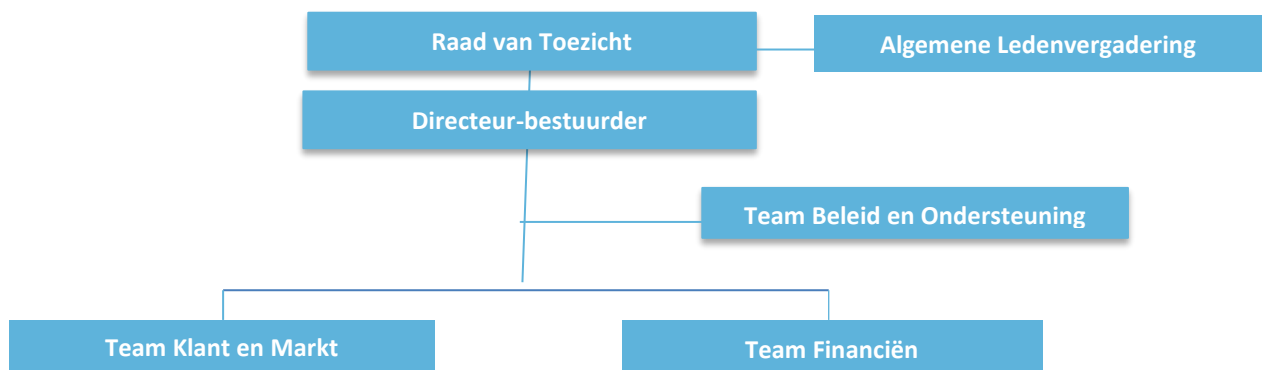 Raad van Toezicht
Algemene Ledenvergadering
Directeur-bestuurder
Team Beleid en Ondersteuning
Team Klant en Markt
Team Financiën